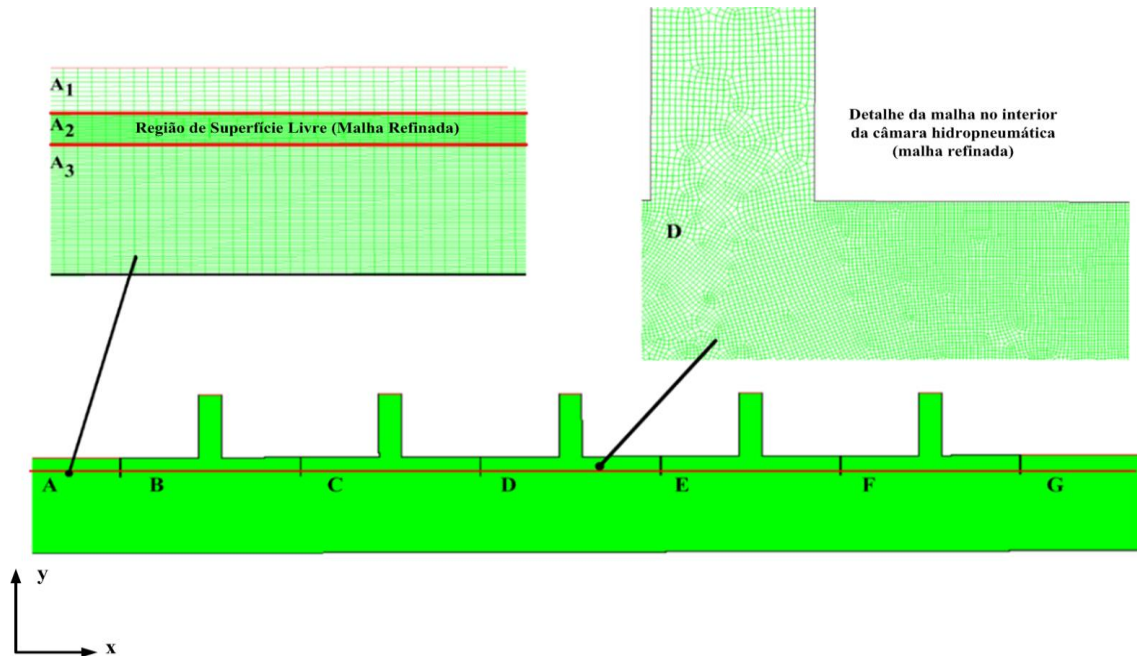 A1
A2
Região de Superfície Livre (Malha Refinada)
A3
Detalhe da malha no interior
da câmara hidropneumática
(malha refinada)
D
A B C D E F G
y
x